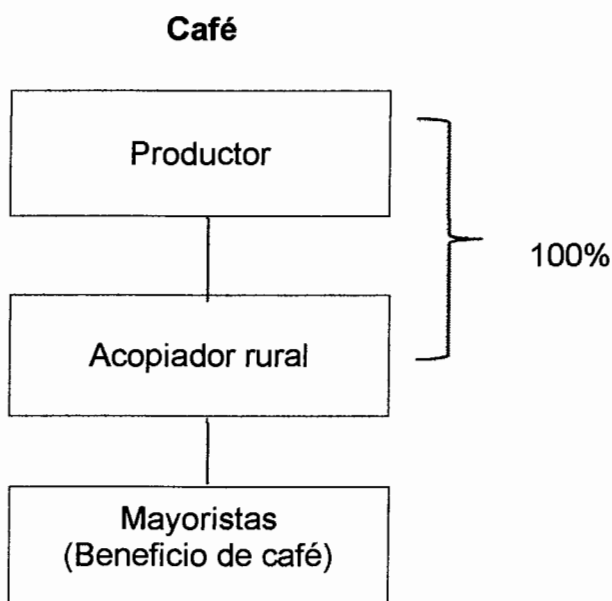 Café
Productor
100%
Acopiador rural
Mayoristas
(Beneficio de café)